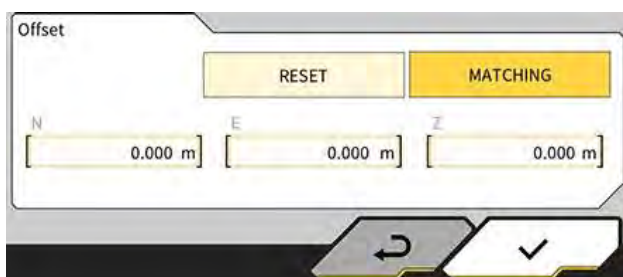 Offset
RESET MATCHING
N E Z
0.000 m 0.000 m 0.000 m